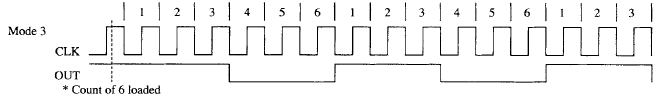 1 2 3 4 5 6 1 2 3 4 5 6 1 2 3
Mode 3
CLK
OUT
* Count of 6 loaded